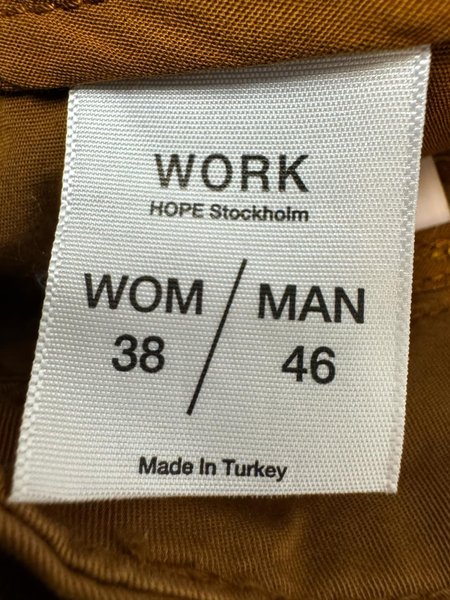 WORK
HOPE Stockholm
WOM / MAN
38 46
Made In Turkey